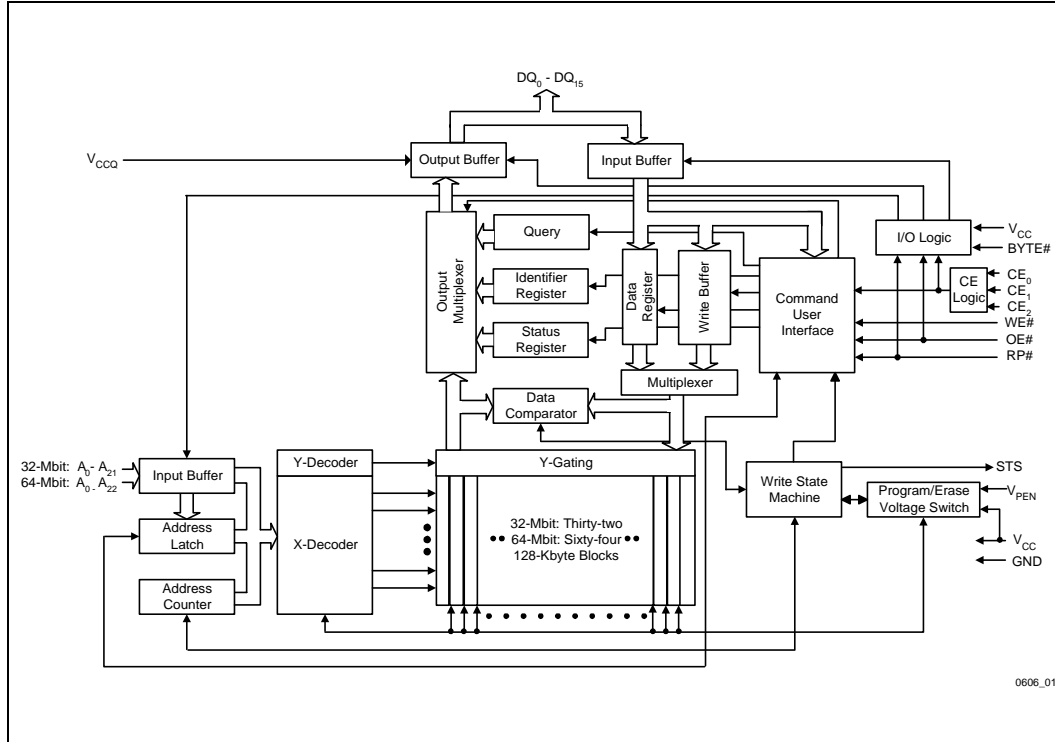 DQ0 - DQ15
VCCQ
Output Buffer
Input Buffer
Output
Multiplexer
Query
Identifier
Register
Status
Register
Data
Register
Write Buffer
Command
User
Interface
I/O Logic
CE
Logic
VCC
BYTE#
CE0
CE1
CE2
WE#
OE#
RP#
Multiplexer
Data
Comparator
32-Mbit: A0- A21
64-Mbit: A0- A22
Input Buffer
Address
Latch
Address
Counter
Y-Decoder
X-Decoder
Y-Gating
32-Mbit: Thirty-two
64-Mbit: Sixty-four
128-Kbyte Blocks
Write State
Machine
Program/Erase
Voltage Switch
STS
VPEN
VCC
GND
0606_01